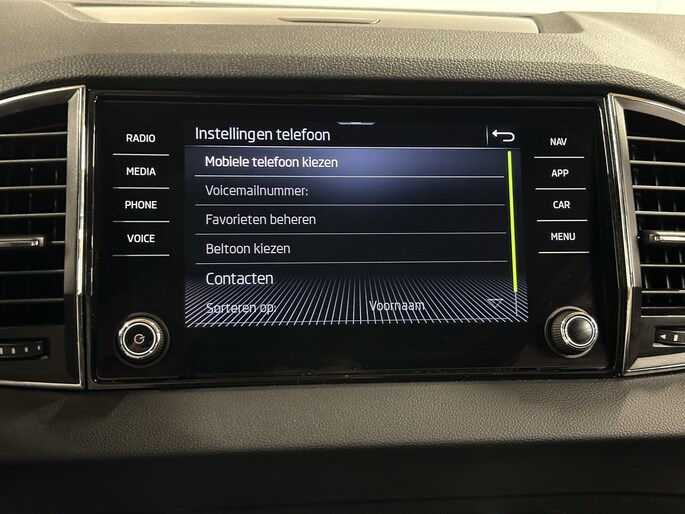 Instellingen telefoon
RADIO
MEDIA
PHONE
VOICE
Mobiele telefoon kiezen
Voicemailnummer:
Favorieten beheren
Beltoon kiezen
Contacten
Sorteren op: Voornaam
NAV
APP
CAR
MENU